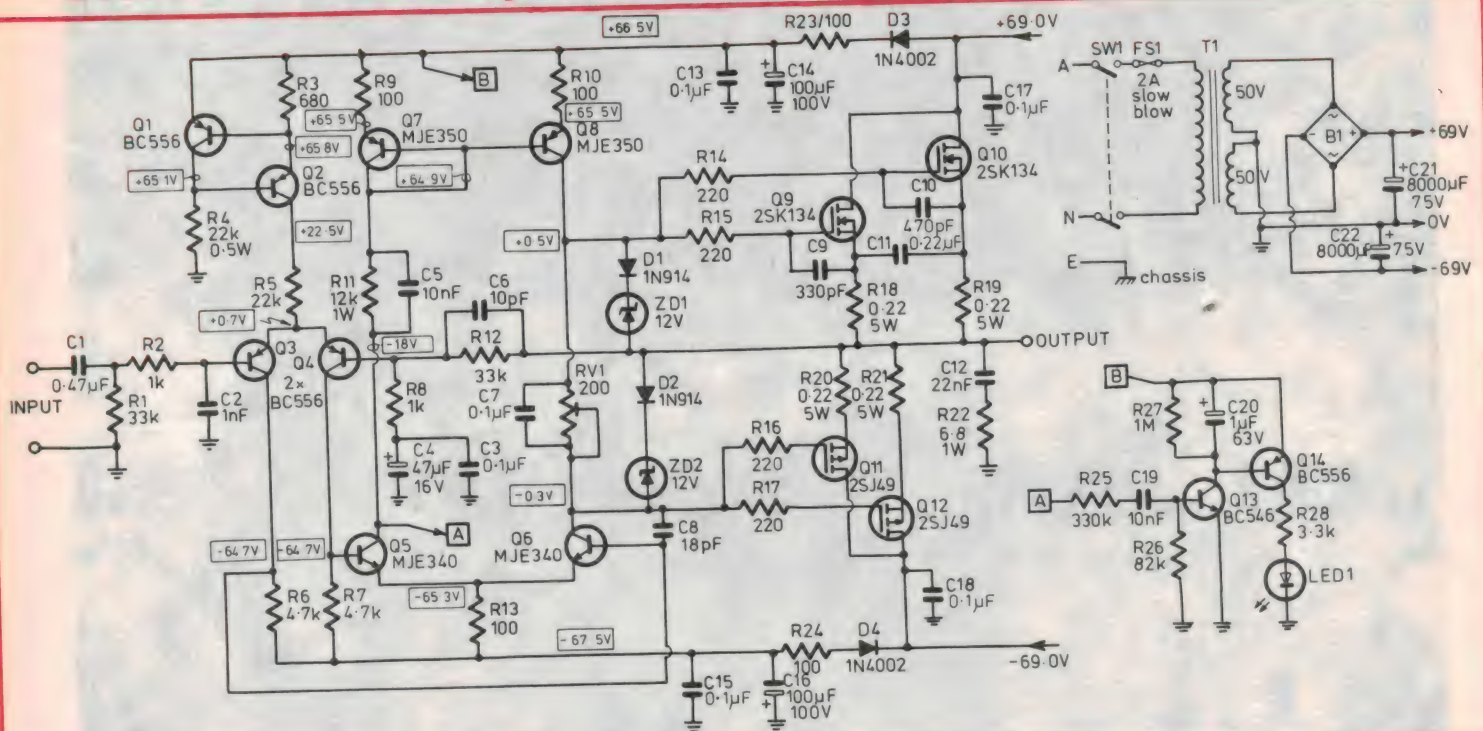 +66 5V
R23/100
D3
1N4002
+69·0V
R3
680
R9
100
B
R10
100
C13
0·1µF
C14
100µF
100V
C17
0·1µF
Q1
BC556
+65 5V
Q7
MJE350
+65 5V
Q8
MJE350
+65 8V
+65 1V
Q2
BC556
+64 9V
R4
22k
0·5W
+22·5V
R14
220
Q10
2SK134
Q9
2SK134
C10
470pF
R15
220
+0·5V
C11
0·22µF
C9
330pF
D1
1N914
ZD1
12V
R18
0·22
5W
R19
0·22
5W
R5
22k
R11
12k
1W
C5
10nF
C6
10pF
+0·7V
-18V
R12
33k
OUTPUT
C1
0·47µF
R2
1k
Q3
Q4
2×
BC556
C2
1nF
INPUT
R1
33k
R8
1k
C7
0·1µF
RV1
200
D2
1N914
R20
0·22
5W
R21
0·22
5W
C12
22nF
R22
6·8
1W
C4
47µF
16V
C3
0·1µF
ZD2
12V
R16
220
Q11
2SJ49
R17
220
Q12
2SJ49
-0·3V
A
C8
18pF
-64 7V
-64 7V
Q5
MJE340
Q6
MJE340
R6
4·7k
R7
4·7k
-65 3V
R13
100
C18
0·1µF
-67 5V
R24
100
D4
1N4002
-69·0V
C15
0·1µF
C16
100µF
100V
A
SW1
FS1
2A
slow
blow
T1
50V
50V
N
E
chassis
~
-
B1
+
~
+69V
C21
8000µF
75V
0V
C22
8000µF
75V
-69V
B
R27
1M
C20
1µF
63V
Q14
BC556
A
R25
330k
C19
10nF
Q13
BC546
R26
82k
R28
3·3k
LED1